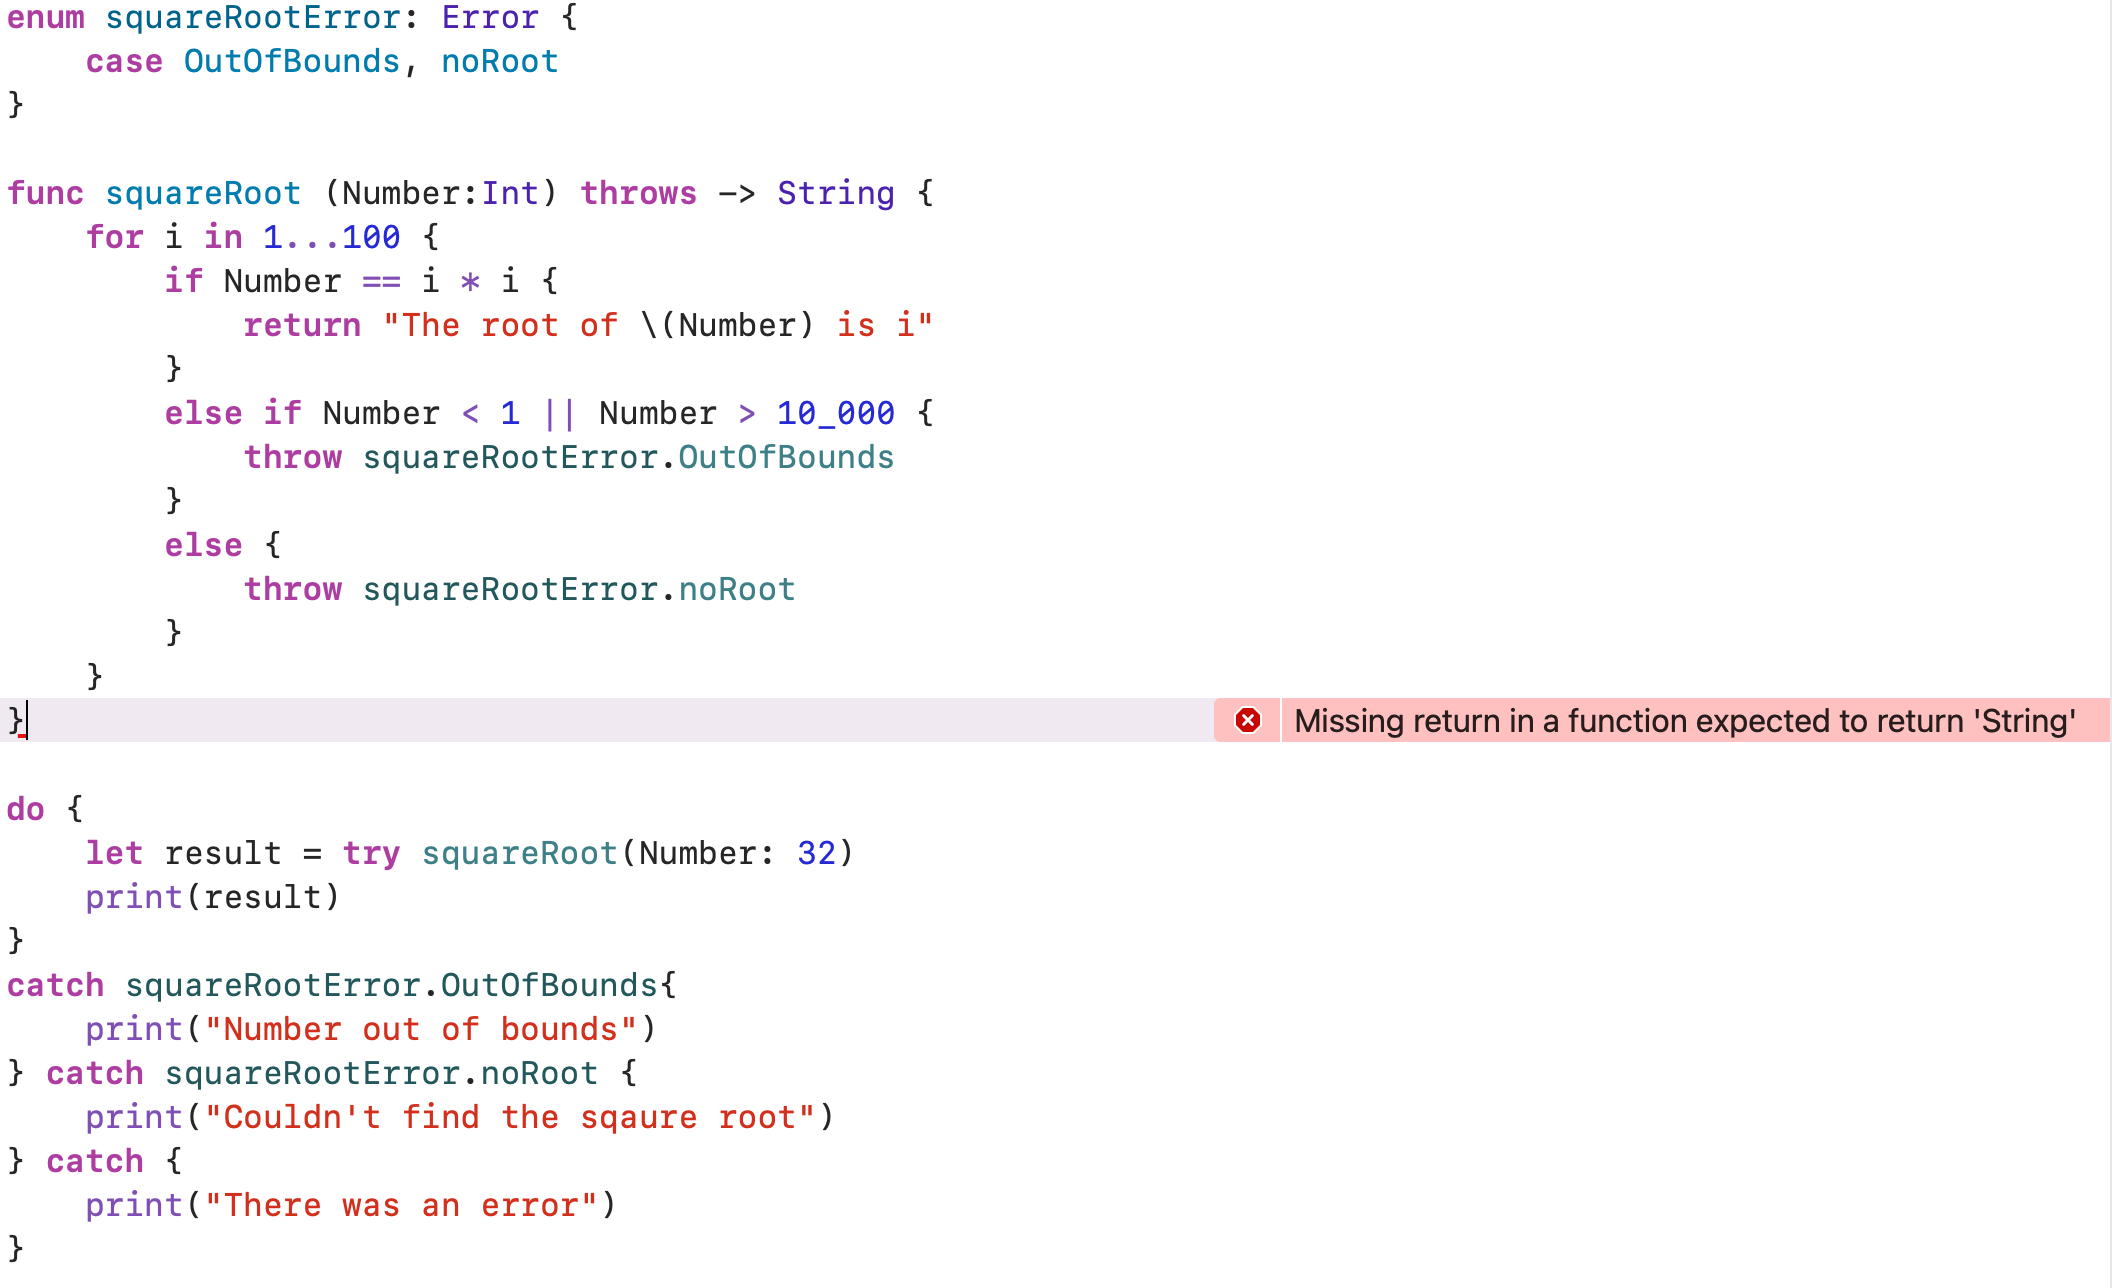 enum squareRootError: Error {
    case OutOfBounds, noRoot
}
func squareRoot (Number:Int) throws -> String {
    for i in 1...100 {
        if Number == i * i {
            return "The root of \(Number) is i"
        }
        else if Number < 1 || Number > 10_000 {
            throw squareRootError.OutOfBounds
        }
        else {
            throw squareRootError.noRoot
        }
    }
} Missing return in a function expected to return 'String'
do {
    let result = try squareRoot(Number: 32)
    print(result)
}
catch squareRootError.OutOfBounds{
    print("Number out of bounds")
} catch squareRootError.noRoot {
    print("Couldn't find the sqaure root")
} catch {
    print("There was an error")
}